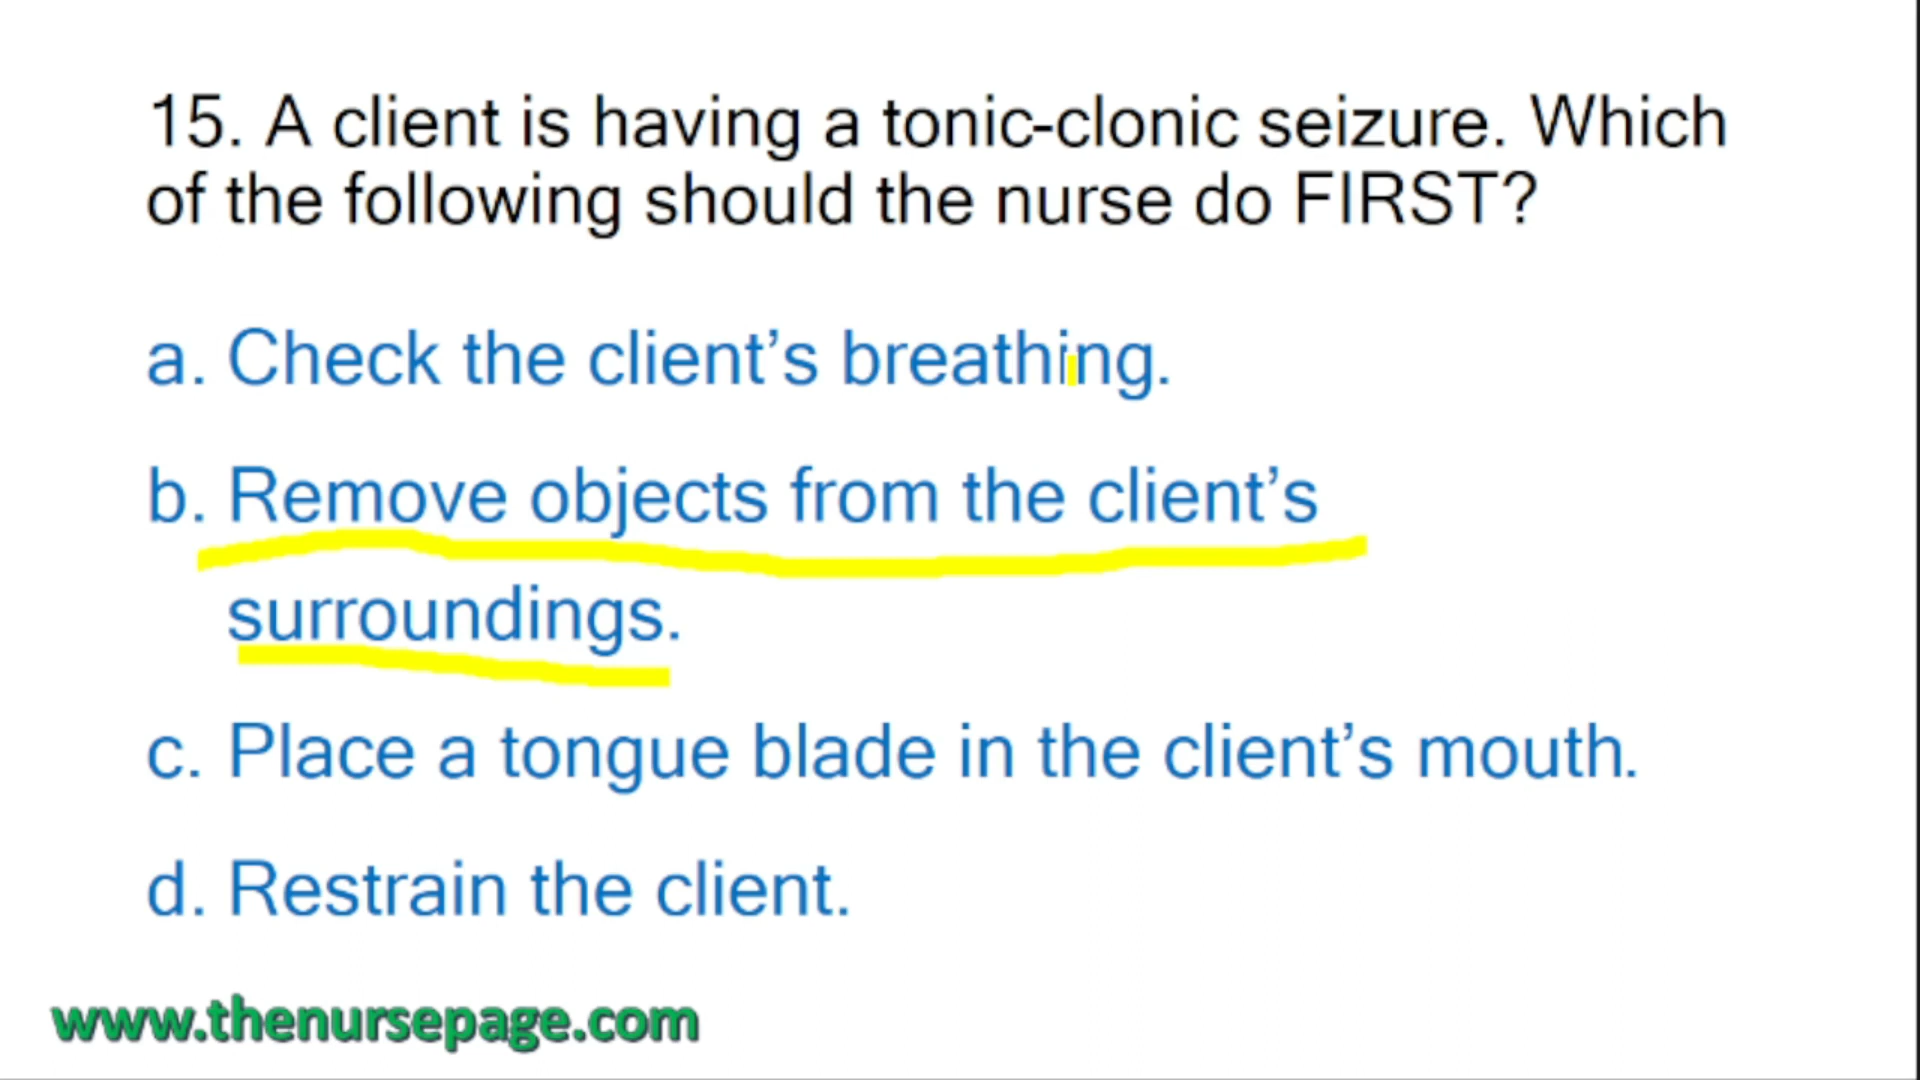 15. A client is having a tonic-clonic seizure. Which
of the following should the nurse do FIRST?
a. Check the client’s breathing.
b. Remove objects from the client’s
surroundings.
c. Place a tongue blade in the client’s mouth.
d. Restrain the client.
www.thenursepage.com